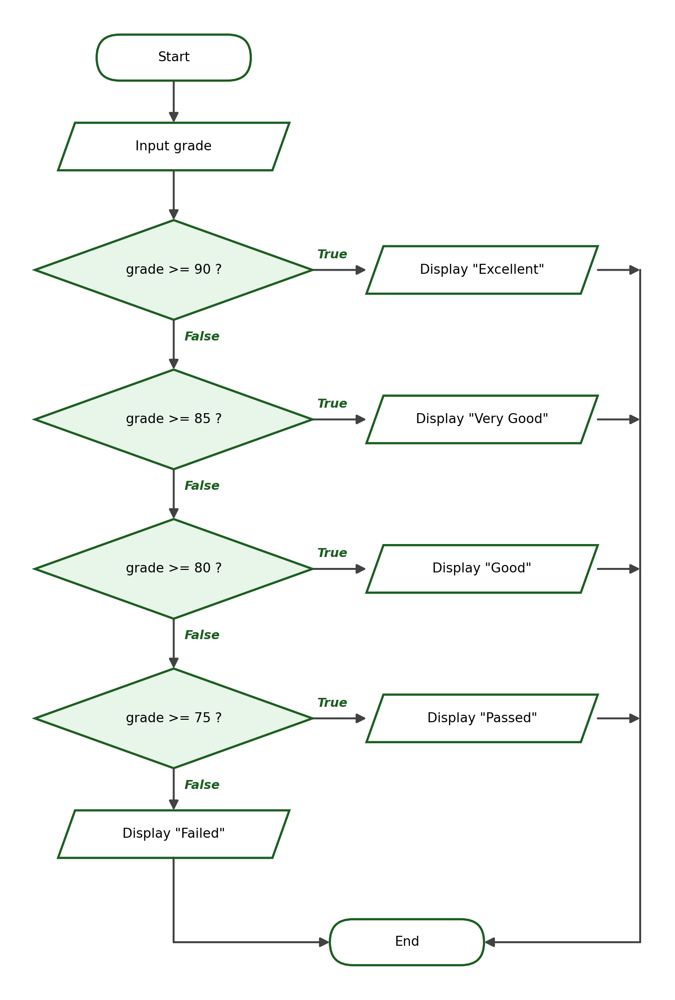 Start
Input grade
grade >= 90 ?
True
Display "Excellent"
False
grade >= 85 ?
True
Display "Very Good"
False
grade >= 80 ?
True
Display "Good"
False
grade >= 75 ?
True
Display "Passed"
False
Display "Failed"
End